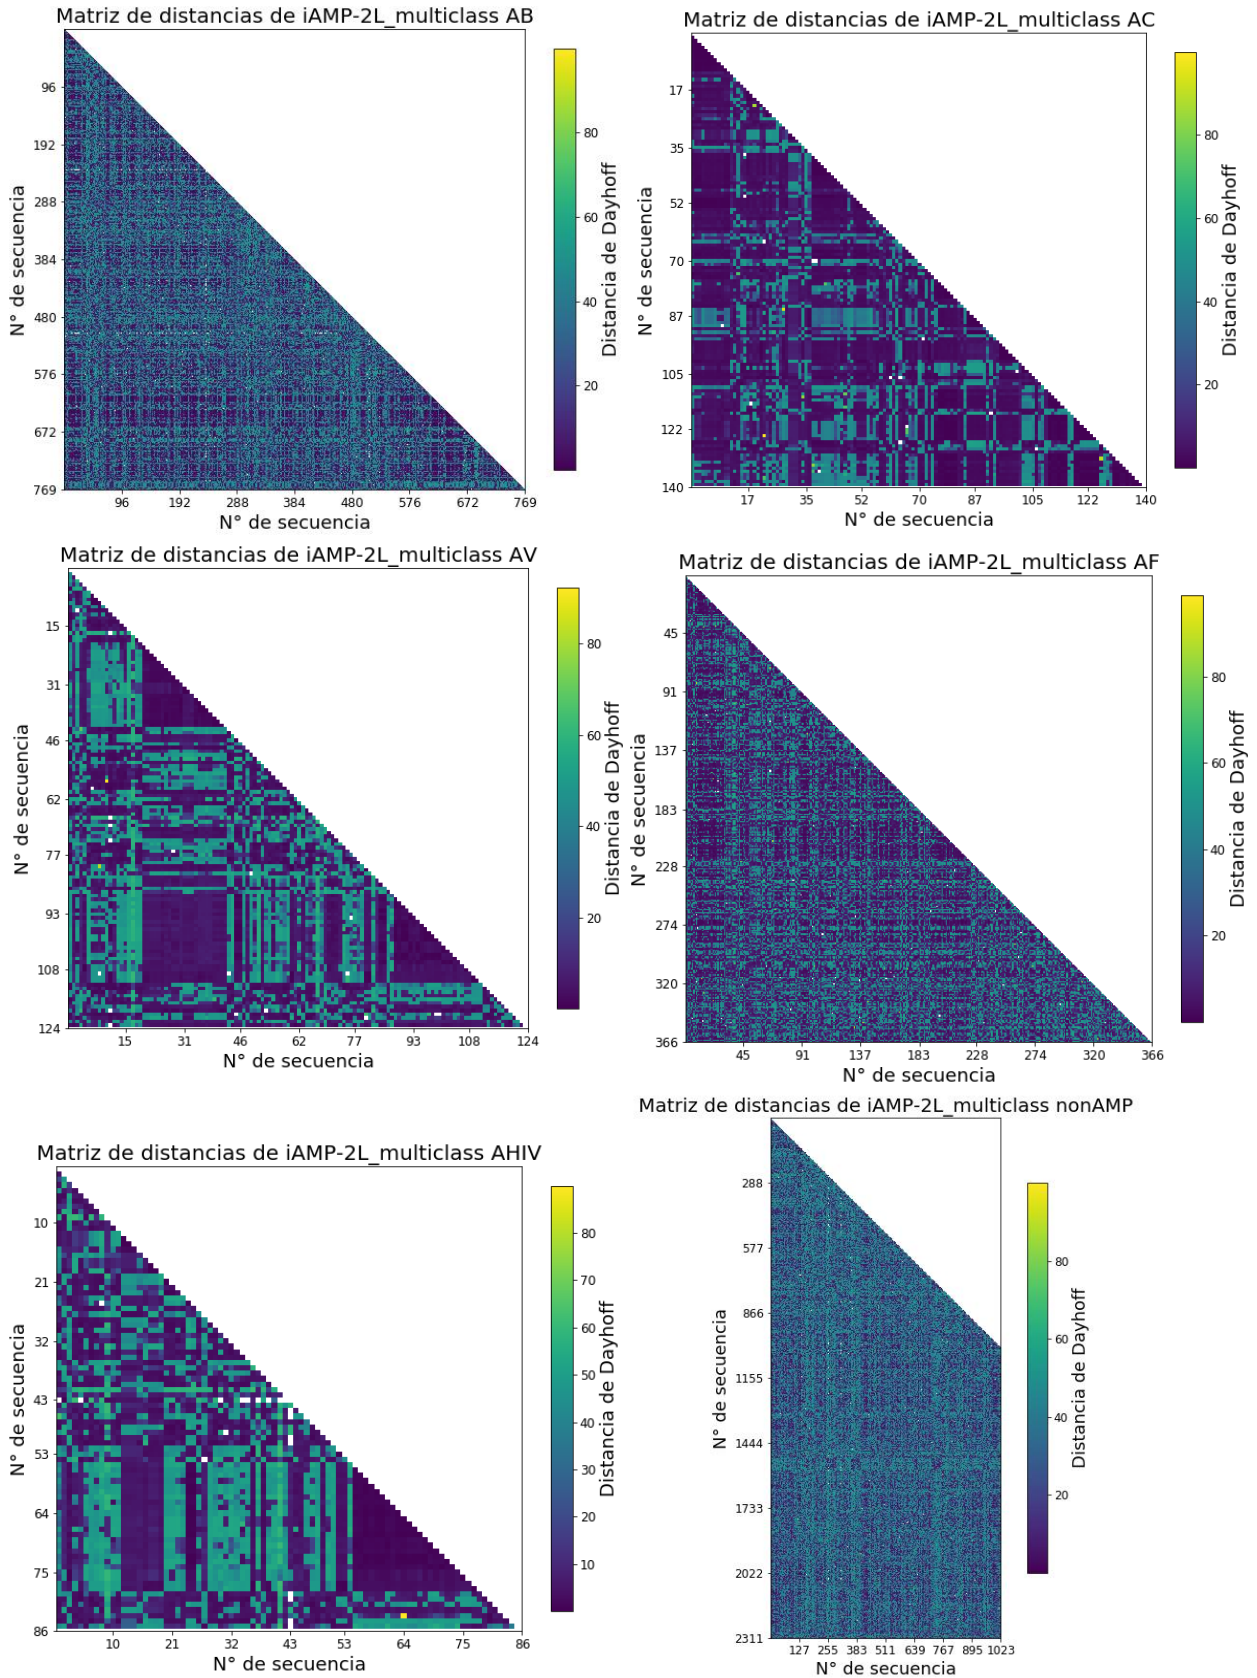 Matriz de distancias de iAMP-2L_multiclass AB
N° de secuencia
96
192
288
384
480
576
672
769
96 192 288 384 480 576 672 769
N° de secuencia
80
60
40
20
Distancia de Dayhoff
Matriz de distancias de iAMP-2L_multiclass AC
N° de secuencia
17
35
52
70
87
105
122
140
17 35 52 70 87 105 122 140
N° de secuencia
80
60
40
20
Distancia de Dayhoff
Matriz de distancias de iAMP-2L_multiclass AV
N° de secuencia
15
31
46
62
77
93
108
124
15 31 46 62 77 93 108 124
N° de secuencia
80
60
40
20
Distancia de Dayhoff
Matriz de distancias de iAMP-2L_multiclass AF
N° de secuencia
45
91
137
183
228
274
320
366
45 91 137 183 228 274 320 366
N° de secuencia
80
60
40
20
Distancia de Dayhoff
Matriz de distancias de iAMP-2L_multiclass AHIV
N° de secuencia
10
21
32
43
53
64
75
86
10 21 32 43 53 64 75 86
N° de secuencia
80
70
60
50
40
30
20
10
Distancia de Dayhoff
Matriz de distancias de iAMP-2L_multiclass nonAMP
N° de secuencia
288
577
866
1155
1444
1733
2022
2311
127 255 383 511 639 767 895 1023
N° de secuencia
80
60
40
20
Distancia de Dayhoff